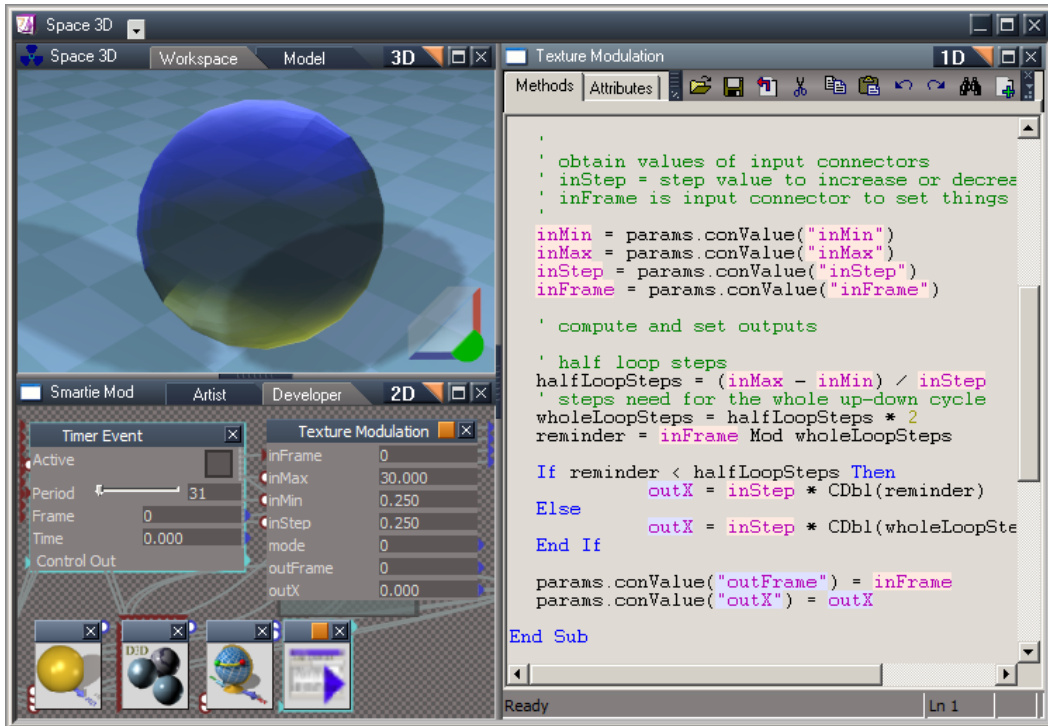 Space 3D
Space 3D
Workspace
Model
3D
Texture Modulation
1D
Methods
Attributes
'
' obtain values of input connectors
' inStep = step value to increase or decrea
' inFrame is input connector to set things
'
inMin = params.conValue("inMin")
inMax = params.conValue("inMax")
inStep = params.conValue("inStep")
inFrame = params.conValue("inFrame")
' compute and set outputs
' half loop steps
halfLoopSteps = (inMax - inMin) / inStep
' steps need for the whole up-down cycle
wholeLoopSteps = halfLoopSteps * 2
reminder = inFrame Mod wholeLoopSteps
If reminder < halfLoopSteps Then
outX = inStep * CDbl(reminder)
Else
outX = inStep * CDbl(wholeLoopSte
End If
params.conValue("outFrame") = inFrame
params.conValue("outX") = outX
End Sub
Ready
Ln 1
Smartie Mod
Artist
Developer
2D
Timer Event
Active
Period 31
Frame 0
Time 0.000
Control Out
Texture Modulation
inFrame 0
inMax 30.000
inMin 0.250
inStep 0.250
mode 0
outFrame 0
outX 0.000
D3D